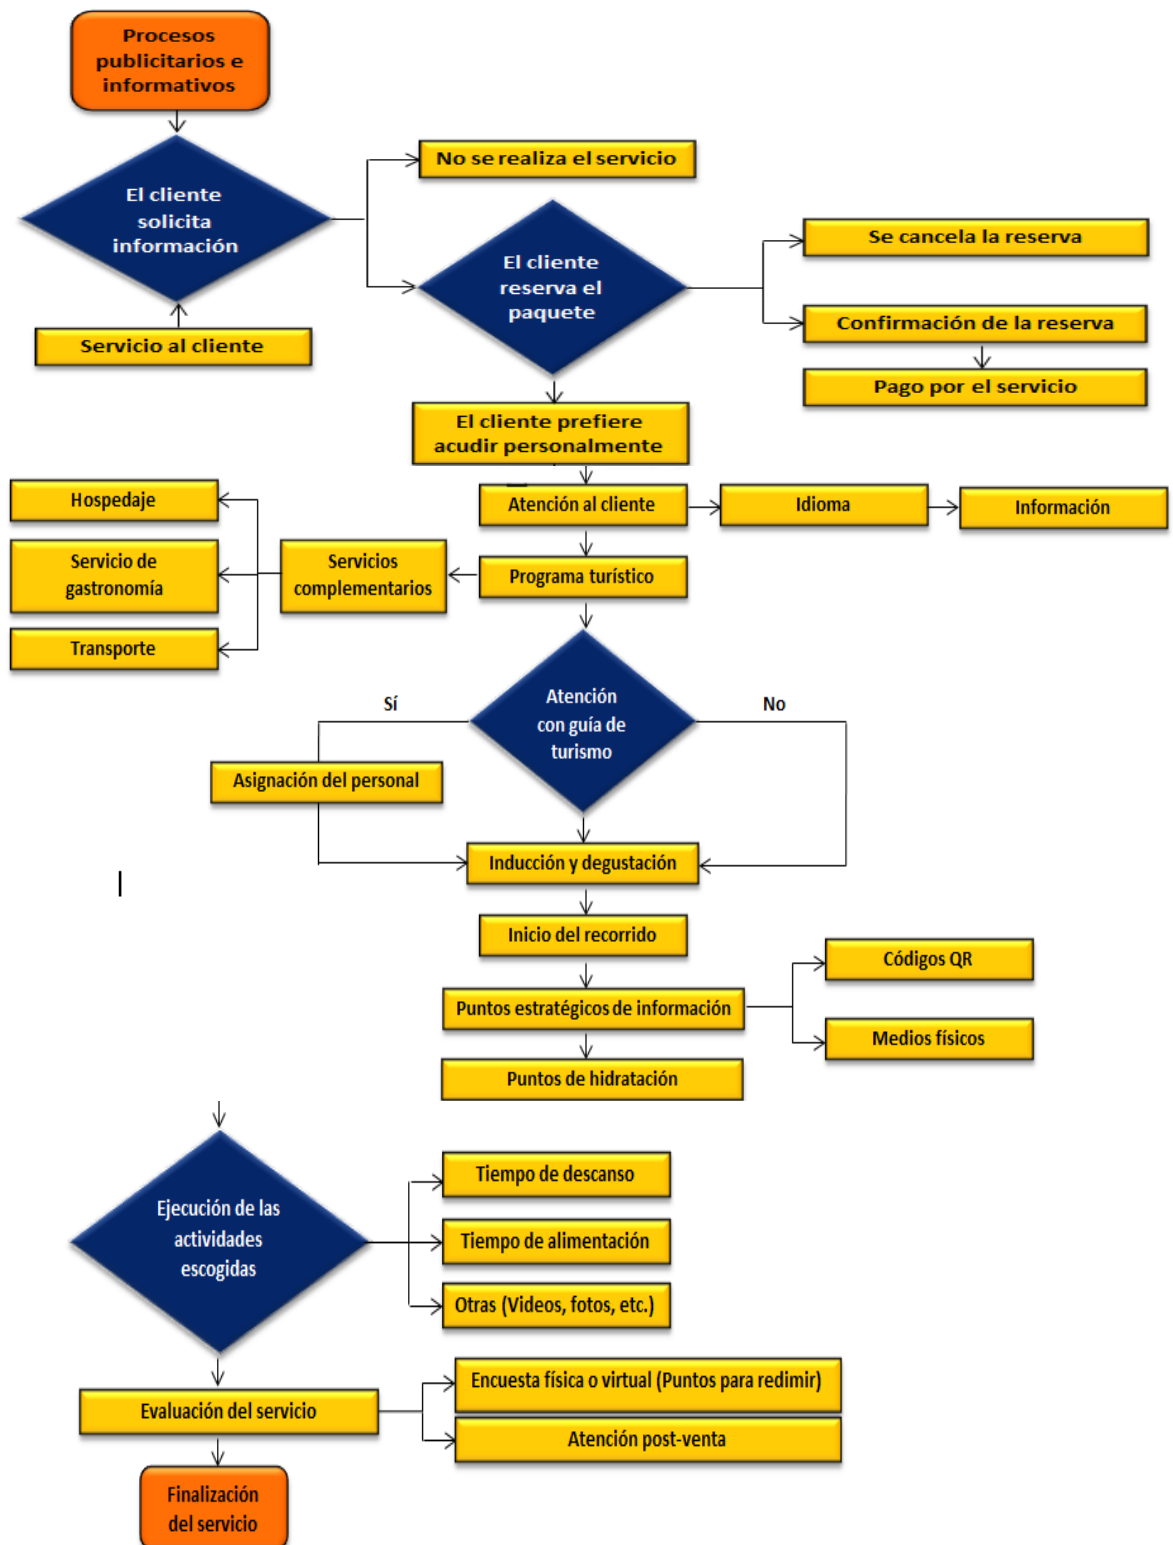 Procesos
publicitarios e
informativos
No se realiza el servicio
El cliente
solicita
información
Servicio al cliente
El cliente
reserva el
paquete
Se cancela la reserva
Confirmación de la reserva
Pago por el servicio
El cliente prefiere
acudir personalmente
Atención al cliente
Idioma
Información
Programa turístico
Servicios
complementarios
Hospedaje
Servicio de
gastronomía
Transporte
Atención
con guía de
turismo
Sí
No
Asignación del personal
Inducción y degustación
Inicio del recorrido
Puntos estratégicos de información
Códigos QR
Medios físicos
Puntos de hidratación
Ejecución de las
actividades
escogidas
Tiempo de descanso
Tiempo de alimentación
Otras (Videos, fotos, etc.)
Evaluación del servicio
Encuesta física o virtual (Puntos para redimir)
Atención post-venta
Finalización
del servicio